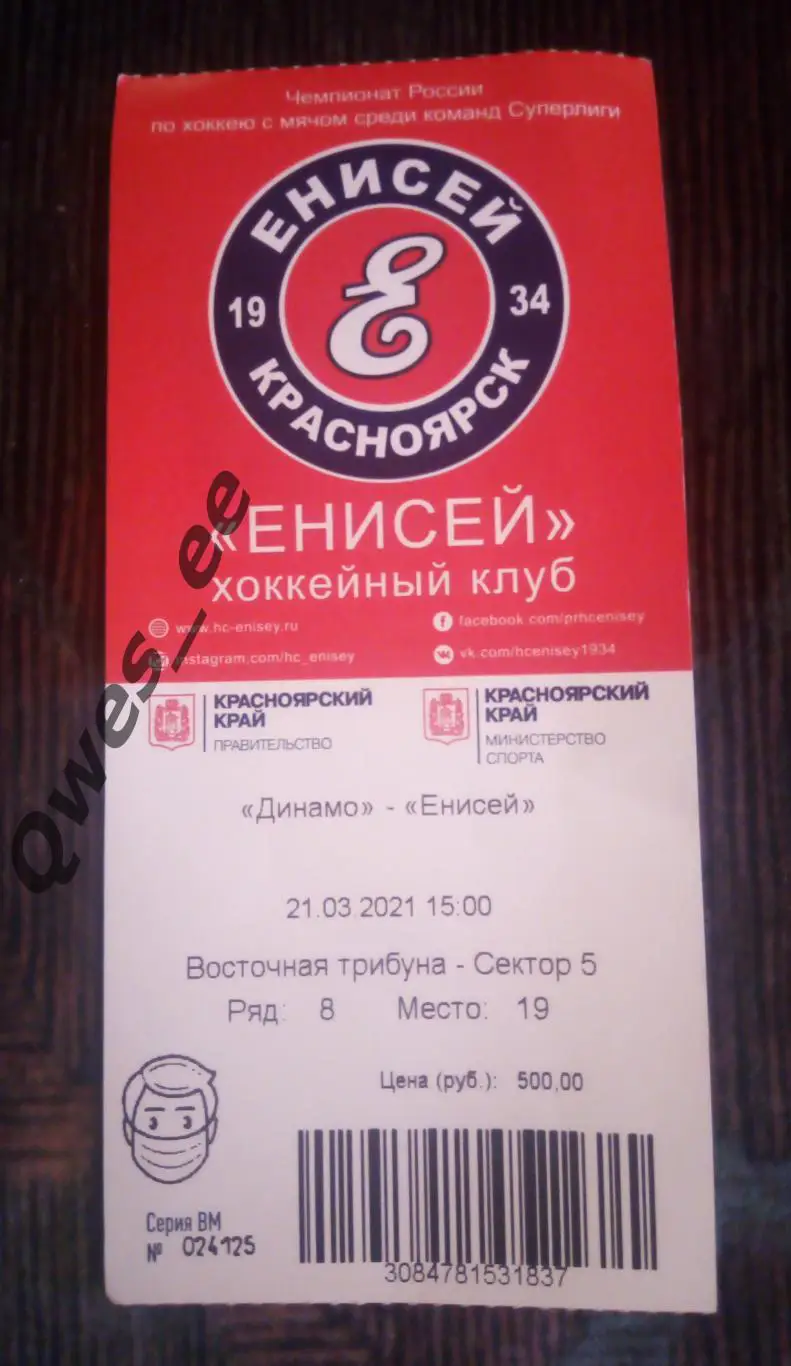 Чемпионат России
по хоккею с мячом среди команд Суперлиги
ЕНИСЕЙ
19 Е 34
КРАСНОЯРСК
«ЕНИСЕЙ»
хоккейный клуб
www.hc-enisey.ru
facebook.com/prhcenisey
instagram.com/hc_enisey
vk.com/hcenisey1934
КРАСНОЯРСКИЙ
КРАЙ
ПРАВИТЕЛЬСТВО
КРАСНОЯРСКИЙ
КРАЙ
МИНИСТЕРСТВО
СПОРТА
«Динамо» - «Енисей»
21.03.2021 15:00
Восточная трибуна - Сектор 5
Ряд: 8 Место: 19
Цена (руб.): 500,00
Серия ВМ
№ 024125
3084781531837
Qwes_ee